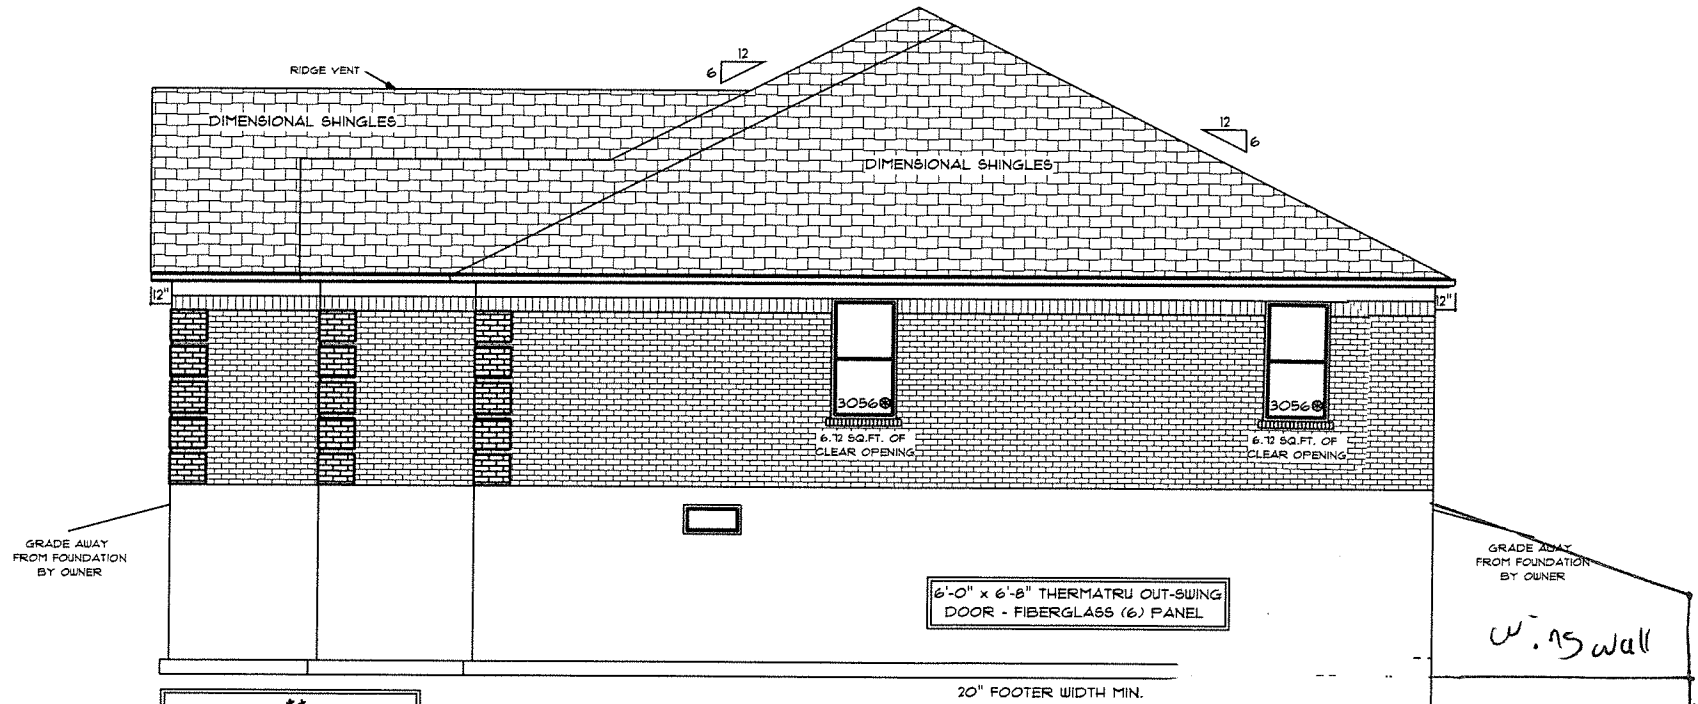 12
6
RIDGE VENT
DIMENSIONAL SHINGLES
12
6
DIMENSIONAL SHINGLES
12"
12"
3056
6.72 SQ.FT. OF
CLEAR OPENING
3056
6.72 SQ.FT. OF
CLEAR OPENING
GRADE AWAY
FROM FOUNDATION
BY OWNER
GRADE AWAY
FROM FOUNDATION
BY OWNER
6'-0" x 6'-8" THERMATRU OUT-SWING
DOOR - FIBERGLASS (6) PANEL
wing wall
20" FOOTER WIDTH MIN.
**